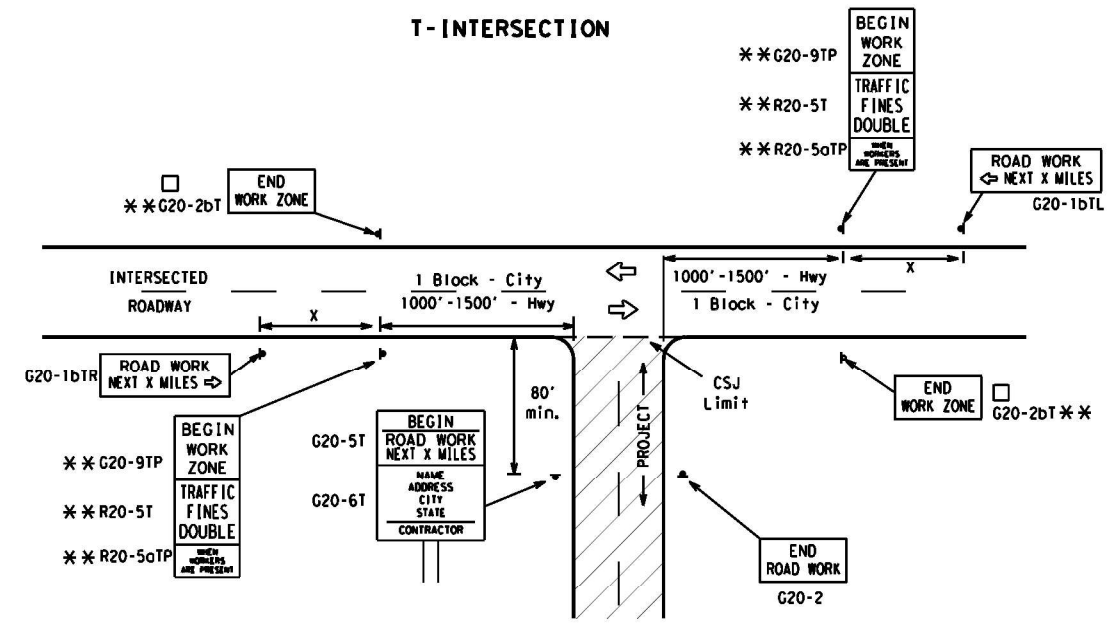 T-INTERSECTION
BEGIN
WORK
ZONE
TRAFFIC
FINES
DOUBLE
WHEN
WORKERS
ARE PRESENT
**G20-9TP
**R20-5T
**R20-5aTP
ROAD WORK
⇦ NEXT X MILES
G20-1bTL
END
WORK ZONE
□
**G20-2bT
INTERSECTED
ROADWAY
1 Block - City
1000'-1500' - Hwy
1000'-1500' - Hwy
1 Block - City
X
X
G20-1bTR
ROAD WORK
NEXT X MILES ⇨
80'
min.
PROJECT
CSJ
Limit
END
WORK ZONE
□
G20-2bT**
BEGIN
WORK
ZONE
TRAFFIC
FINES
DOUBLE
WHEN
WORKERS
ARE PRESENT
**G20-9TP
**R20-5T
**R20-5aTP
G20-5T
G20-6T
BEGIN
ROAD WORK
NEXT X MILES
NAME
ADDRESS
CITY
STATE
CONTRACTOR
END
ROAD WORK
G20-2